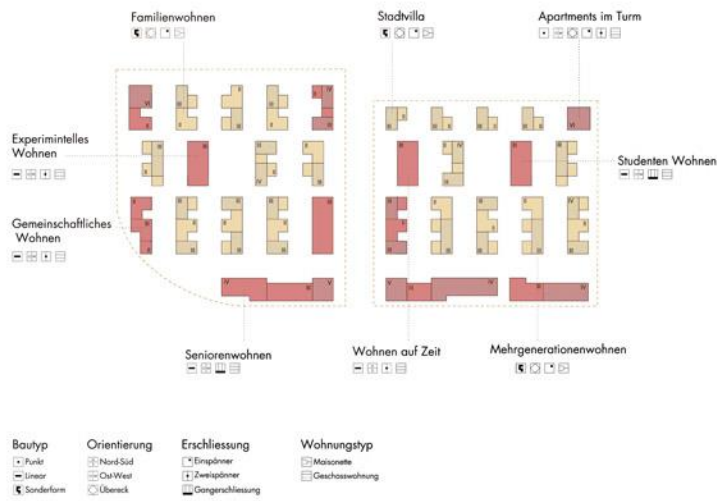 Familienwohnen
Stadtvilla
Apartments im Turm
Experimintelles
Wohnen
Studenten Wohnen
Gemeinschaftliches
Wohnen
Seniorenwohnen
Wohnen auf Zeit
Mehrgenerationenwohnen
Bautyp
Orientierung
Erschliessung
Wohnungstyp
Punkt
Nord-Süd
Einspänner
Maisonette
Linear
Ost-West
Zweispänner
Geschosswohnung
Sonderform
Übereck
Gangerschliessung